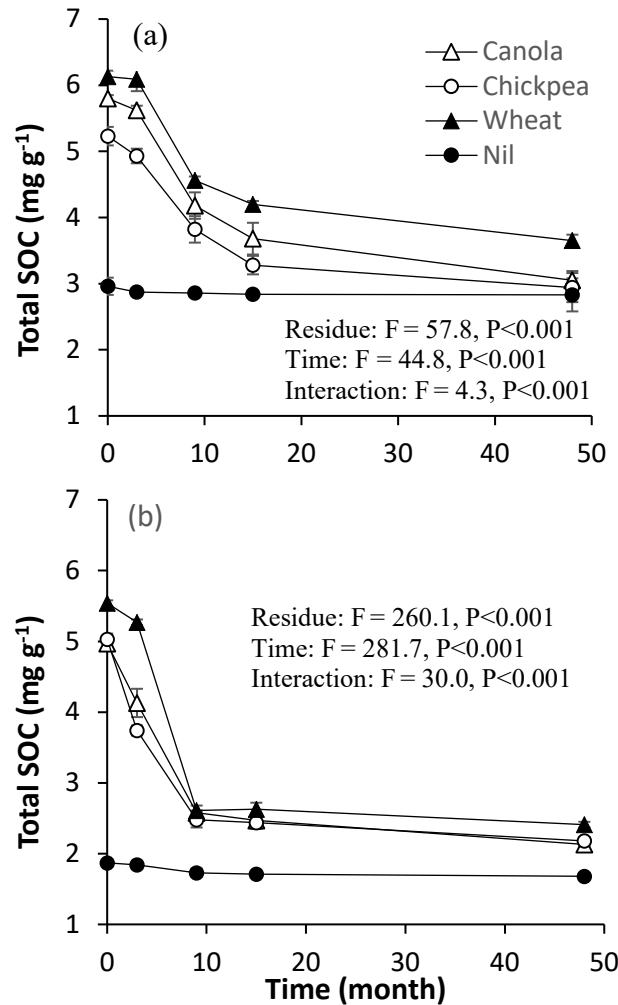 (a)
Canola
Chickpea
Wheat
Nil
Total SOC (mg g⁻¹)
7
6
5
4
3
2
1
Residue: F = 57.8, P<0.001
Time: F = 44.8, P<0.001
Interaction: F = 4.3, P<0.001
0 10 20 30 40 50
(b)
Total SOC (mg g⁻¹)
7
6
5
4
3
2
1
Residue: F = 260.1, P<0.001
Time: F = 281.7, P<0.001
Interaction: F = 30.0, P<0.001
0 10 20 30 40 50
Time (month)